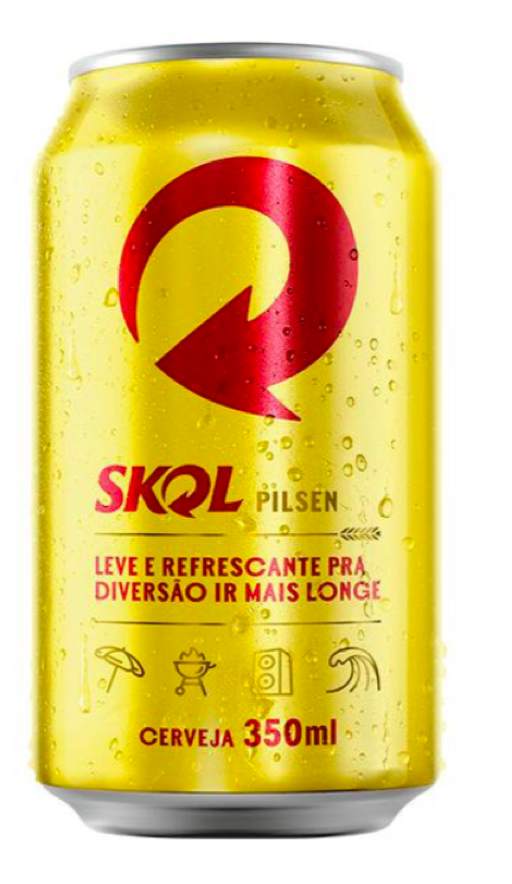 SKOL PILSEN
LEVE E REFRESCANTE PRA
DIVERSÃO IR MAIS LONGE
CERVEJA 350ml